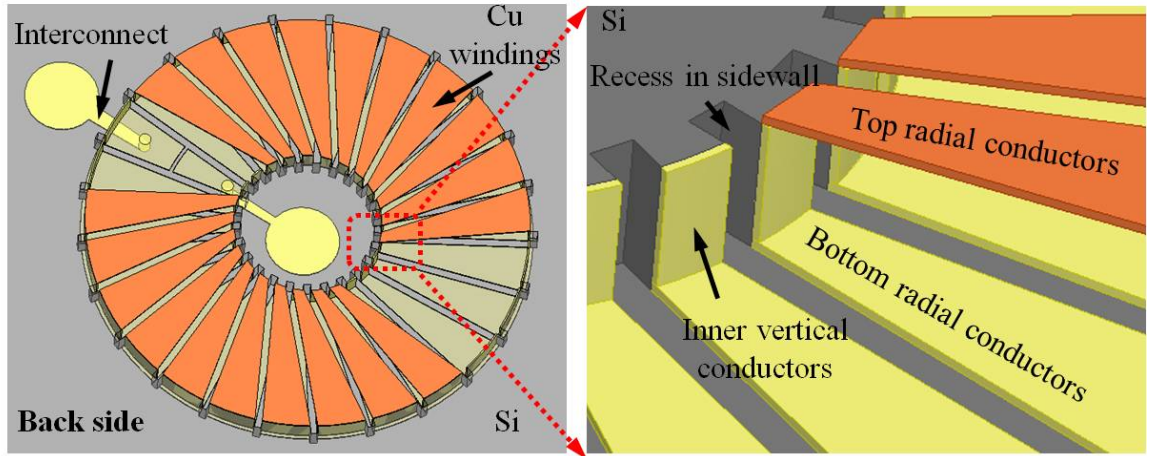 Interconnect
Cu
windings
Back side
Si
Si
Recess in sidewall
Top radial conductors
Bottom radial conductors
Inner vertical
conductors